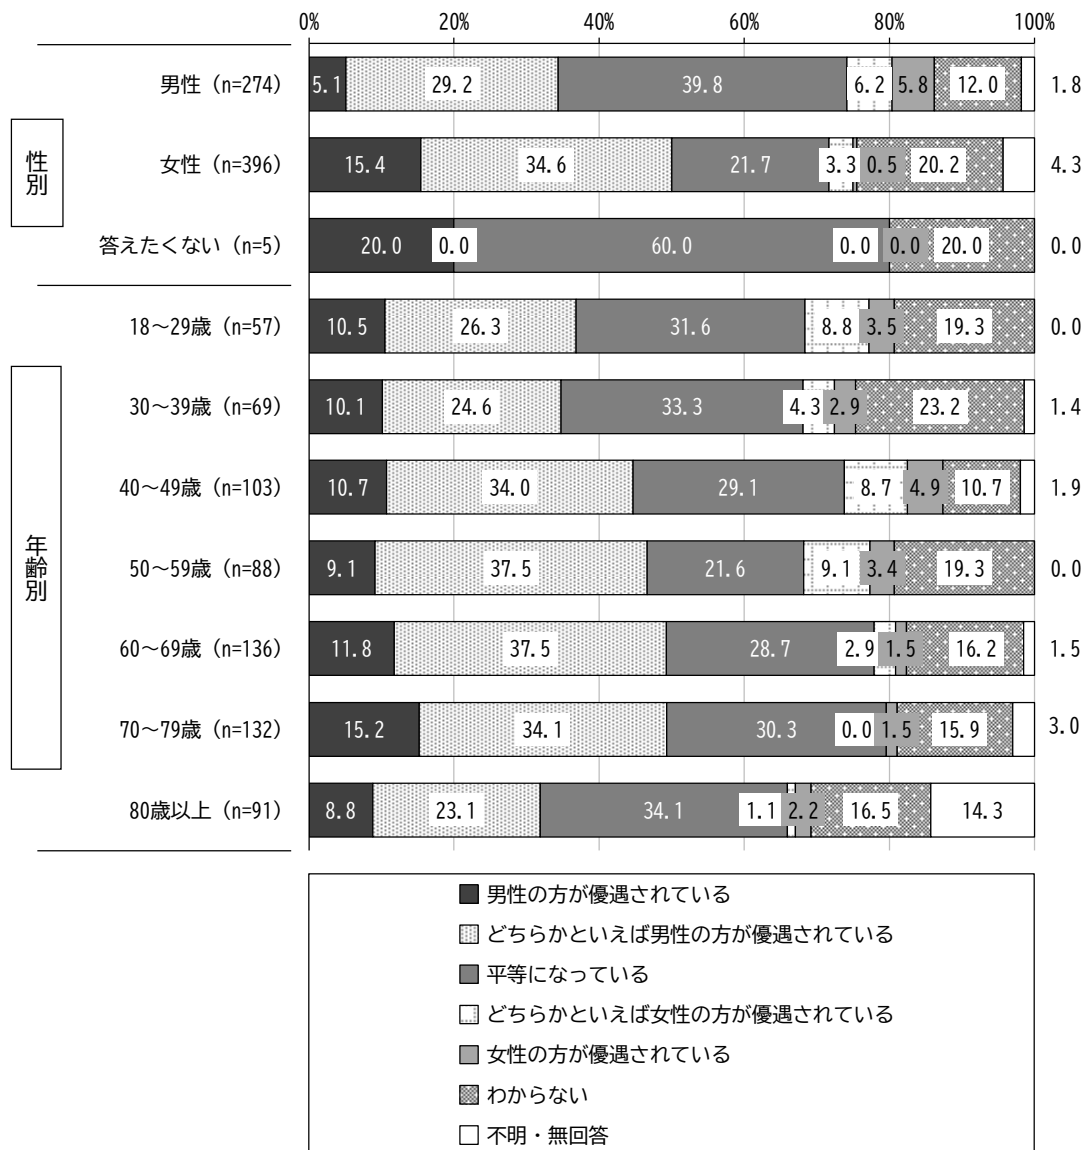 0% 20% 40% 60% 80% 100%
男性（n=274） 5.1 29.2 39.8 6.2 5.8 12.0 1.8
性別
女性（n=396） 15.4 34.6 21.7 3.3 0.5 20.2 4.3
答えたくない（n=5） 20.0 0.0 60.0 0.0 0.0 20.0 0.0
18～29歳（n=57） 10.5 26.3 31.6 8.8 3.5 19.3 0.0
30～39歳（n=69） 10.1 24.6 33.3 4.3 2.9 23.2 1.4
40～49歳（n=103） 10.7 34.0 29.1 8.7 4.9 10.7 1.9
年齢別
50～59歳（n=88） 9.1 37.5 21.6 9.1 3.4 19.3 0.0
60～69歳（n=136） 11.8 37.5 28.7 2.9 1.5 16.2 1.5
70～79歳（n=132） 15.2 34.1 30.3 0.0 1.5 15.9 3.0
80歳以上（n=91） 8.8 23.1 34.1 1.1 2.2 16.5 14.3
男性の方が優遇されている
どちらかといえば男性の方が優遇されている
平等になっている
どちらかといえば女性の方が優遇されている
女性の方が優遇されている
わからない
不明・無回答